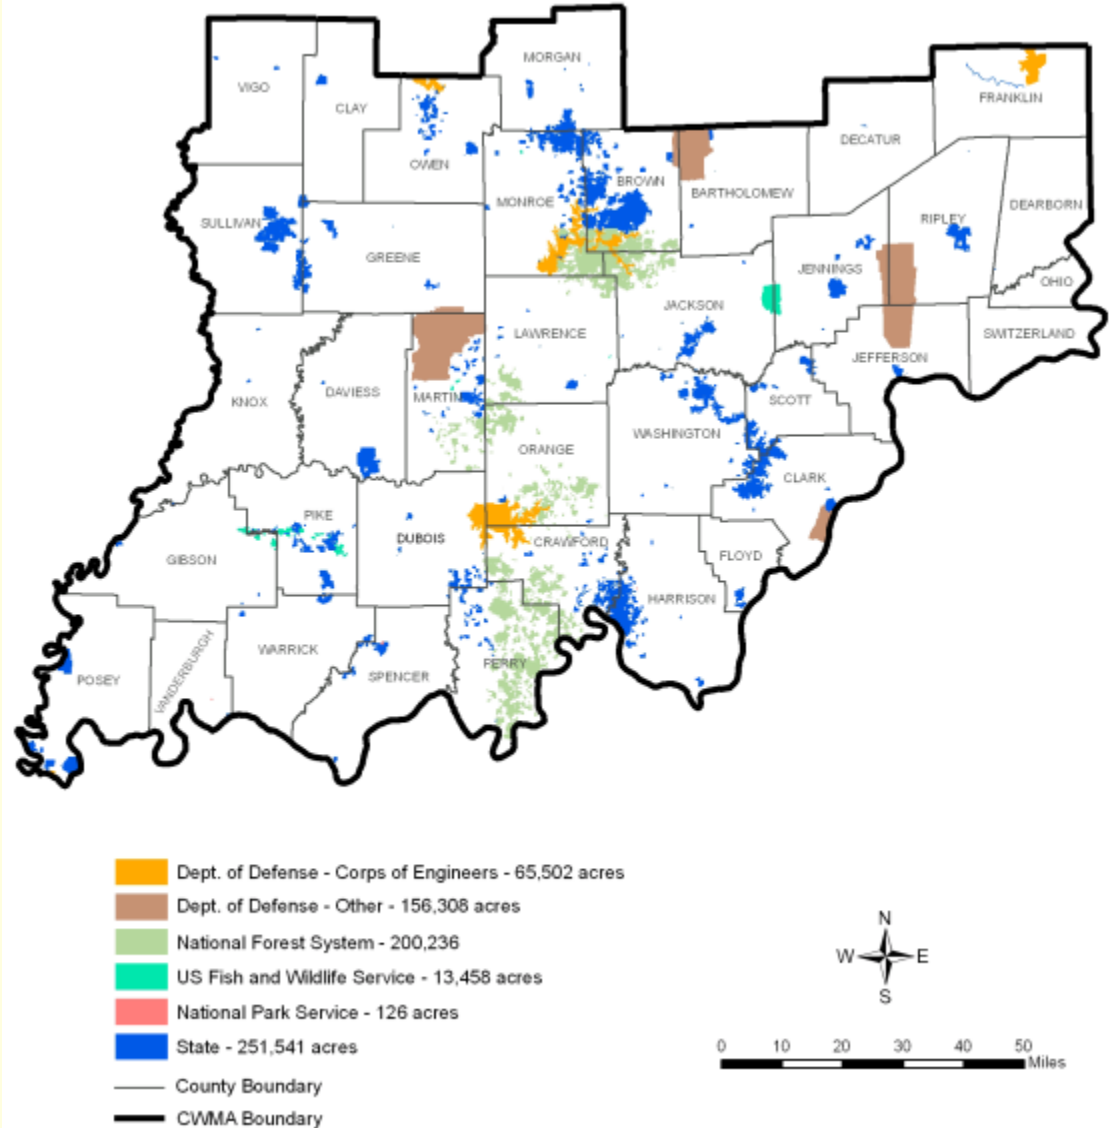 MORGAN
VIGO
CLAY
FRANKLIN
DECATUR
OWEN
BROWN
BARTHOLOMEW
MONROE
DEARBORN
SULLIVAN
RIPLEY
GREENE
JENNINGS
OHIO
JACKSON
LAWRENCE
SWITZERLAND
JEFFERSON
KNOX
DAVIESS
MARTIN
SCOTT
WASHINGTON
ORANGE
CLARK
PIKE
DUBOIS
CRAWFORD
GIBSON
FLOYD
HARRISON
WARRICK
PERRY
POSEY
VANDERBURGH
SPENCER
Dept. of Defense - Corps of Engineers - 65,502 acres
Dept. of Defense - Other - 156,308 acres
National Forest System - 200,236
US Fish and Wildlife Service - 13,458 acres
National Park Service - 126 acres
State - 251,541 acres
County Boundary
CWMA Boundary
N
W E
S
0 10 20 30 40 50
Miles